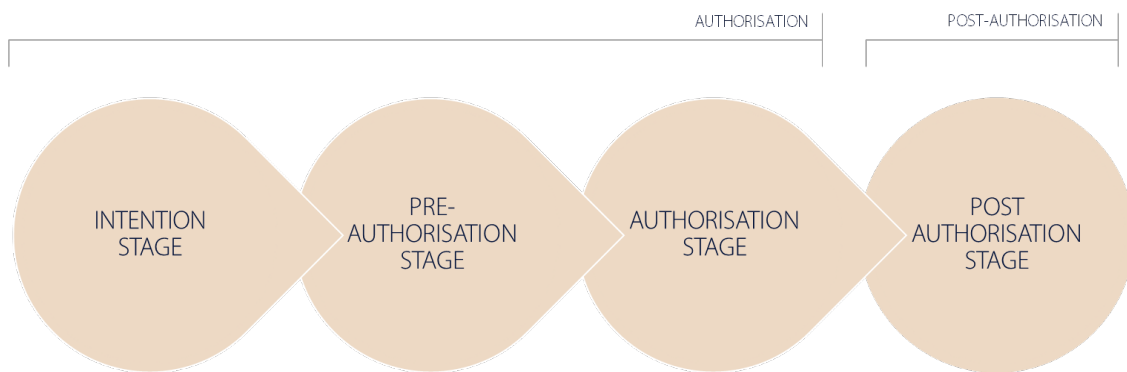 AUTHORISATION
POST-AUTHORISATION
INTENTION
STAGE
PRE-
AUTHORISATION
STAGE
AUTHORISATION
STAGE
POST
AUTHORISATION
STAGE